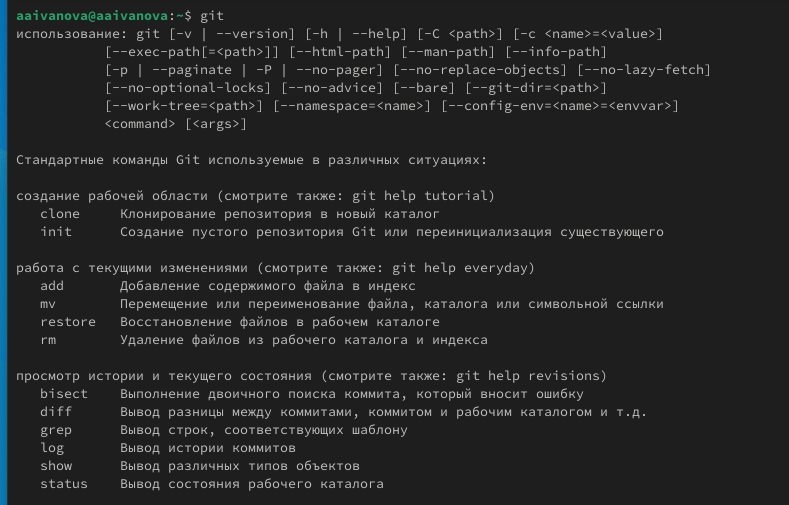 aaivanova@aaivanova:~$ git
использование: git [-v | --version] [-h | --help] [-C <path>] [-c <name>=<value>]
[--exec-path[=<path>]] [--html-path] [--man-path] [--info-path]
[-p | --paginate | -P | --no-pager] [--no-replace-objects] [--no-lazy-fetch]
[--no-optional-locks] [--no-advice] [--bare] [--git-dir=<path>]
[--work-tree=<path>] [--namespace=<name>] [--config-env=<name>=<envvar>]
<command> [<args>]
Стандартные команды Git используемые в различных ситуациях:
создание рабочей области (смотрите также: git help tutorial)
clone Клонирование репозитория в новый каталог
init Создание пустого репозитория Git или переинициализация существующего
работа с текущими изменениями (смотрите также: git help everyday)
add Добавление содержимого файла в индекс
mv Перемещение или переименование файла, каталога или символьной ссылки
restore Восстановление файлов в рабочем каталоге
rm Удаление файлов из рабочего каталога и индекса
просмотр истории и текущего состояния (смотрите также: git help revisions)
bisect Выполнение двоичного поиска коммита, который вносит ошибку
diff Вывод разницы между коммитами, коммитом и рабочим каталогом и т.д.
grep Вывод строк, соответствующих шаблону
log Вывод истории коммитов
show Вывод различных типов объектов
status Вывод состояния рабочего каталога